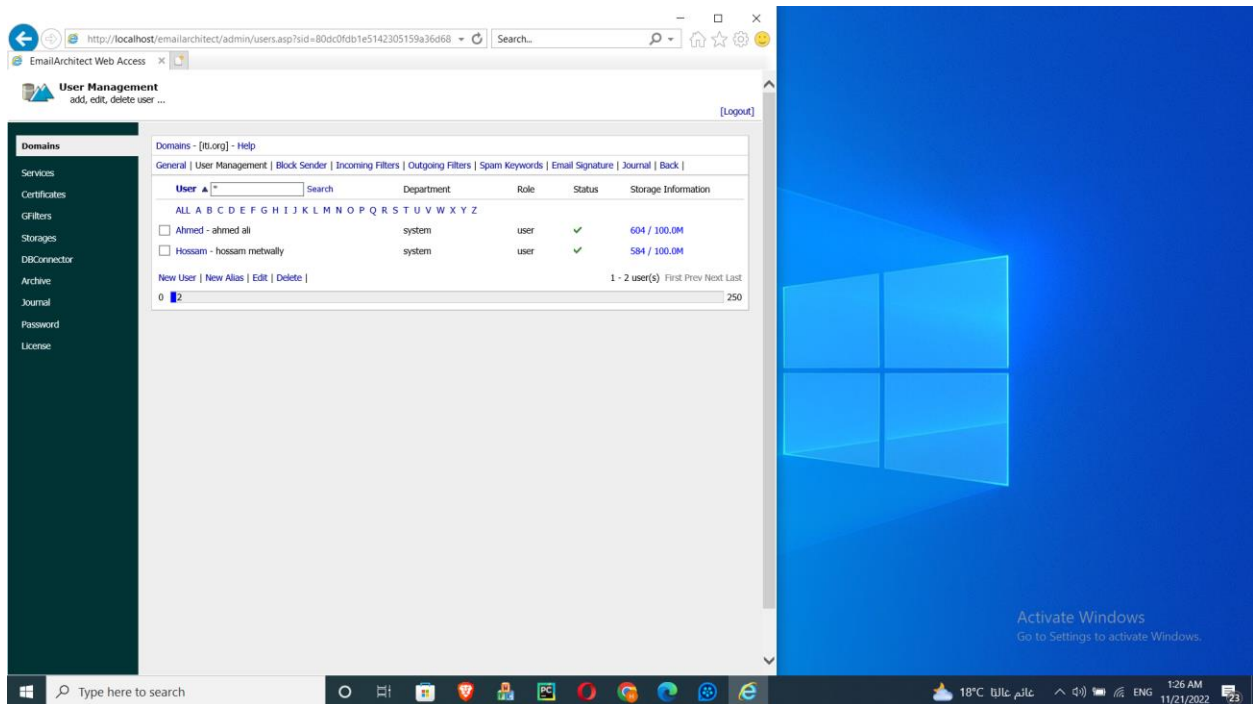 http://localhost/emailarchitect/admin/users.asp?sid=80dc0fdb1e5142305159a36d68
Search...
EmailArchitect Web Access
User Management
add, edit, delete user ...
[Logout]
Domains
Services
Certificates
GFilters
Storages
DBConnector
Archive
Journal
Password
License
Domains - [iti.org] - Help
General | User Management | Block Sender | Incoming Filters | Outgoing Filters | Spam Keywords | Email Signature | Journal | Back |
User ▲ * Search Department Role Status Storage Information
ALL A B C D E F G H I J K L M N O P Q R S T U V W X Y Z
Ahmed - ahmed ali system user ✔ 604 / 100.0M
Hossam - hossam metwally system user ✔ 584 / 100.0M
New User | New Alias | Edit | Delete | 1 - 2 user(s) First Prev Next Last
0 2 250
Activate Windows
Go to Settings to activate Windows.
Type here to search
PC
18°C غائم غالبًا
ENG
1:26 AM
11/21/2022
23